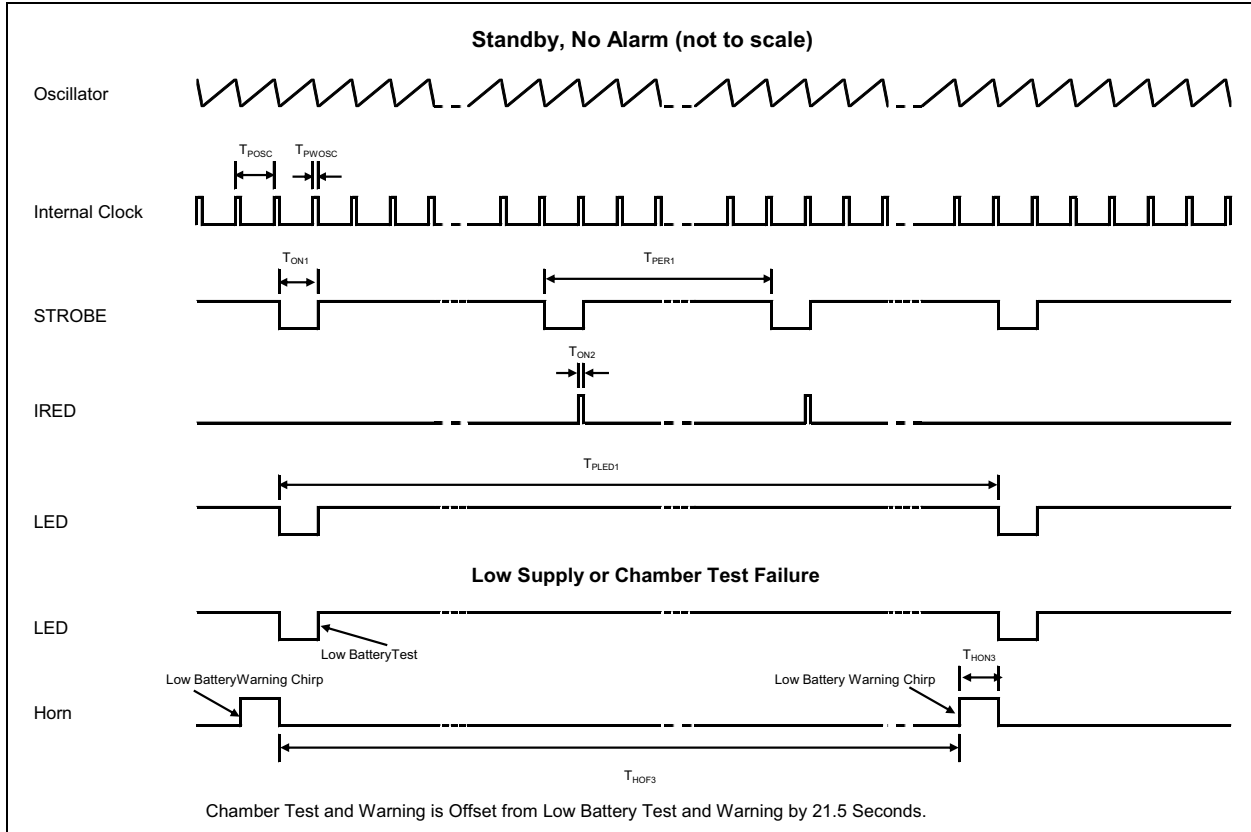 Standby, No Alarm (not to scale)
Oscillator
TPOSC TPWOSC
Internal Clock
TON1 TPER1
STROBE
TON2
IRED
TPLED1
LED
Low Supply or Chamber Test Failure
LED
Low BatteryTest
THON3
Low BatteryWarning Chirp
Low Battery Warning Chirp
Horn
THOF3
Chamber Test and Warning is Offset from Low Battery Test and Warning by 21.5 Seconds.